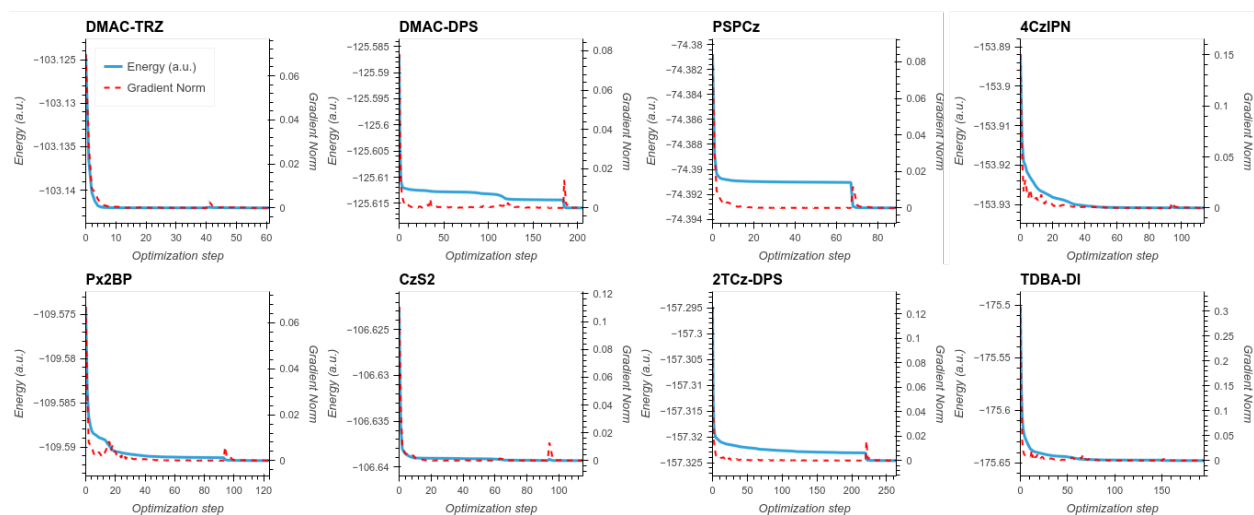 DMAC-TRZ
−103.125
−103.13
−103.135
−103.14
Energy (a.u.)
Energy (a.u.)
Gradient Norm
0.06
0.04
0.02
0
Gradient Norm
0 10 20 30 40 50 60
Optimization step
DMAC-DPS
−125.585
−125.59
−125.595
−125.6
−125.605
−125.61
−125.615
Energy (a.u.)
0.08
0.06
0.04
0.02
0
Gradient Norm
0 50 100 150 200
Optimization step
PSPCz
−74.38
−74.382
−74.384
−74.386
−74.388
−74.39
−74.392
−74.394
Energy (a.u.)
0.08
0.06
0.04
0.02
0
Gradient Norm
0 20 40 60 80
Optimization step
4CzIPN
−153.89
−153.9
−153.91
−153.92
−153.93
Energy (a.u.)
0.15
0.1
0.05
0
Gradient Norm
0 20 40 60 80 100
Optimization step
Px2BP
−109.575
−109.58
−109.585
−109.59
Energy (a.u.)
0.06
0.04
0.02
0
Gradient Norm
0 20 40 60 80 100 120
Optimization step
CzS2
−106.625
−106.63
−106.635
−106.64
Energy (a.u.)
0.12
0.1
0.08
0.06
0.04
0.02
0
Gradient Norm
0 20 40 60 80 100
Optimization step
2TCz-DPS
−157.295
−157.3
−157.305
−157.31
−157.315
−157.32
−157.325
Energy (a.u.)
0.12
0.1
0.08
0.06
0.04
0.02
0
Gradient Norm
0 50 100 150 200 250
Optimization step
TDBA-DI
−175.5
−175.55
−175.6
−175.65
Energy (a.u.)
0.3
0.25
0.2
0.15
0.1
0.05
0
Gradient Norm
0 50 100 150
Optimization step